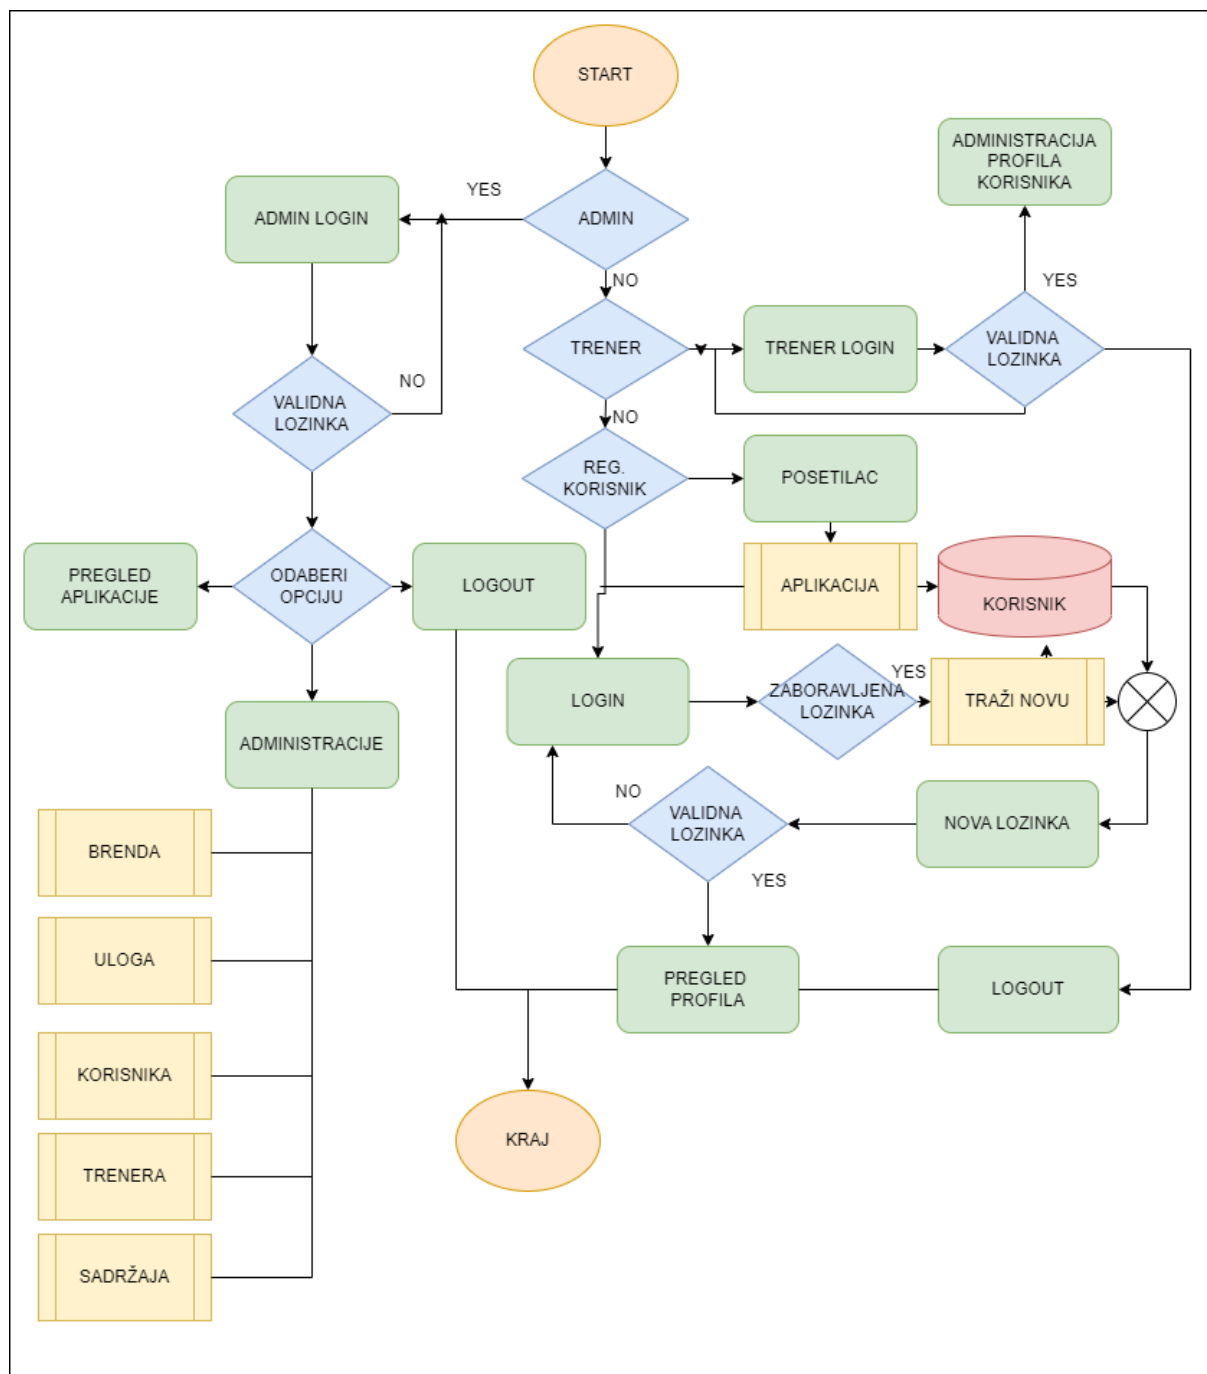 START
ADMINISTRACIJA
PROFILA
KORISNIKA
YES
ADMIN LOGIN
ADMIN
NO
YES
TRENER
TRENER LOGIN
VALIDNA
LOZINKA
NO
VALIDNA
LOZINKA
NO
REG.
KORISNIK
POSETILAC
PREGLED
APLIKACIJE
ODABERI
OPCIJU
LOGOUT
APLIKACIJA
KORISNIK
LOGIN
ZABORAVLJENA
LOZINKA
YES
TRAŽI NOVU
ADMINISTRACIJE
NO
VALIDNA
LOZINKA
NOVA LOZINKA
BRENDA
YES
ULOGA
PREGLED
PROFILA
LOGOUT
KORISNIKA
KRAJ
TRENERA
SADRŽAJA